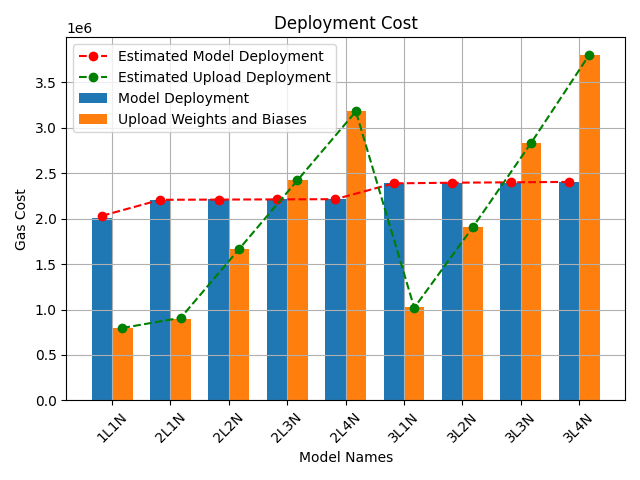 Deployment Cost
1e6
Estimated Model Deployment
Estimated Upload Deployment
Model Deployment
Upload Weights and Biases
3.5
3.0
2.5
2.0
1.5
1.0
0.5
0.0
Gas Cost
1L1N
2L1N
2L2N
2L3N
2L4N
3L1N
3L2N
3L3N
3L4N
Model Names